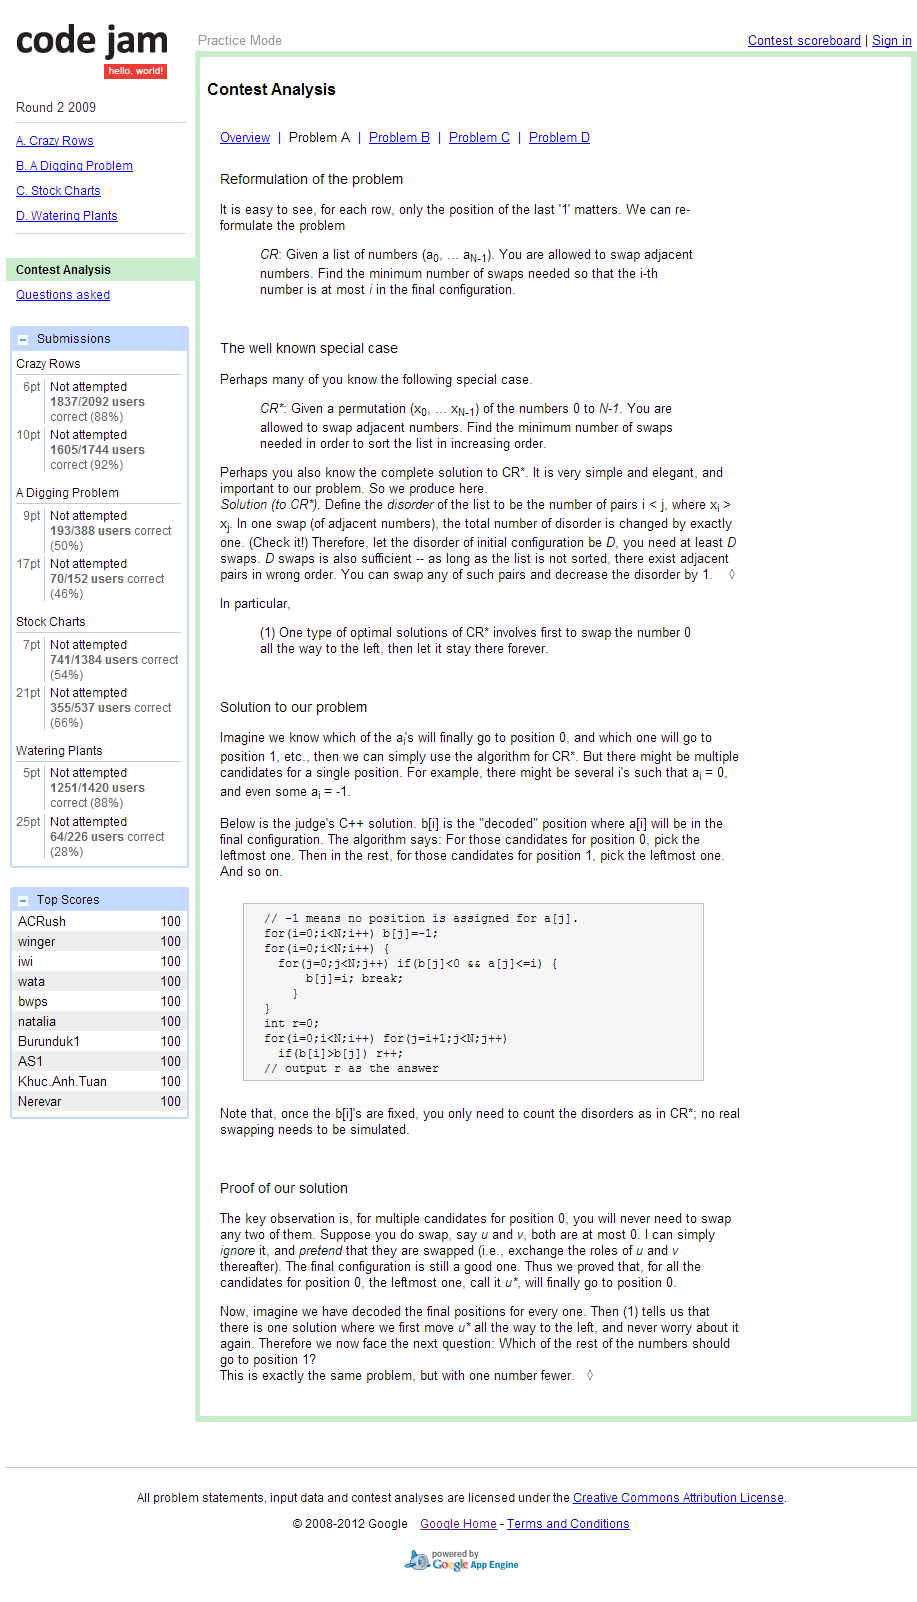 code jam
hello, world!
Practice Mode
Contest scoreboard | Sign in
Round 2 2009
A. Crazy Rows
B. A Digging Problem
C. Stock Charts
D. Watering Plants
Contest Analysis
Questions asked
Submissions
Crazy Rows
6pt Not attempted
1837/2092 users
correct (88%)
10pt Not attempted
1605/1744 users
correct (92%)
A Digging Problem
9pt Not attempted
193/388 users correct
(50%)
17pt Not attempted
70/152 users correct
(46%)
Stock Charts
7pt Not attempted
741/1384 users correct
(54%)
21pt Not attempted
355/537 users correct
(66%)
Watering Plants
5pt Not attempted
1251/1420 users
correct (88%)
25pt Not attempted
64/226 users correct
(28%)
Top Scores
ACRush 100
winger 100
iwi 100
wata 100
bwps 100
natalia 100
Burunduk1 100
AS1 100
Khuc.Anh.Tuan 100
Nerevar 100
Contest Analysis
Overview | Problem A | Problem B | Problem C | Problem D
Reformulation of the problem
It is easy to see, for each row, only the position of the last '1' matters. We can re-
formulate the problem
CR: Given a list of numbers (a0, ... aN-1). You are allowed to swap adjacent
numbers. Find the minimum number of swaps needed so that the i-th
number is at most i in the final configuration.
The well known special case
Perhaps many of you know the following special case.
CR*: Given a permutation (x0, ... xN-1) of the numbers 0 to N-1. You are
allowed to swap adjacent numbers. Find the minimum number of swaps
needed in order to sort the list in increasing order.
Perhaps you also know the complete solution to CR*. It is very simple and elegant, and
important to our problem. So we produce here.
Solution (to CR*). Define the disorder of the list to be the number of pairs i < j, where xi >
xj. In one swap (of adjacent numbers), the total number of disorder is changed by exactly
one. (Check it!) Therefore, let the disorder of initial configuration be D, you need at least D
swaps. D swaps is also sufficient -- as long as the list is not sorted, there exist adjacent
pairs in wrong order. You can swap any of such pairs and decrease the disorder by 1. ◊
In particular,
(1) One type of optimal solutions of CR* involves first to swap the number 0
all the way to the left, then let it stay there forever.
Solution to our problem
Imagine we know which of the ai's will finally go to position 0, and which one will go to
position 1, etc., then we can simply use the algorithm for CR*. But there might be multiple
candidates for a single position. For example, there might be several i's such that ai = 0,
and even some ai = -1.
Below is the judge's C++ solution. b[i] is the "decoded" position where a[i] will be in the
final configuration. The algorithm says: For those candidates for position 0, pick the
leftmost one. Then in the rest, for those candidates for position 1, pick the leftmost one.
And so on.
// -1 means no position is assigned for a[j].
for(i=0;i<N;i++) b[j]=-1;
for(i=0;i<N;i++) {
for(j=0;j<N;j++) if(b[j]<0 && a[j]<=i) {
b[j]=i; break;
}
}
int r=0;
for(i=0;i<N;i++) for(j=i+1;j<N;j++)
if(b[i]>b[j]) r++;
// output r as the answer
Note that, once the b[i]'s are fixed, you only need to count the disorders as in CR*; no real
swapping needs to be simulated.
Proof of our solution
The key observation is, for multiple candidates for position 0, you will never need to swap
any two of them. Suppose you do swap, say u and v, both are at most 0. I can simply
ignore it, and pretend that they are swapped (i.e., exchange the roles of u and v
thereafter). The final configuration is still a good one. Thus we proved that, for all the
candidates for position 0, the leftmost one, call it u*, will finally go to position 0.
Now, imagine we have decoded the final positions for every one. Then (1) tells us that
there is one solution where we first move u* all the way to the left, and never worry about it
again. Therefore we now face the next question: Which of the rest of the numbers should
go to position 1?
This is exactly the same problem, but with one number fewer. ◊
All problem statements, input data and contest analyses are licensed under the Creative Commons Attribution License.
© 2008-2012 Google Google Home - Terms and Conditions
powered by
Google App Engine